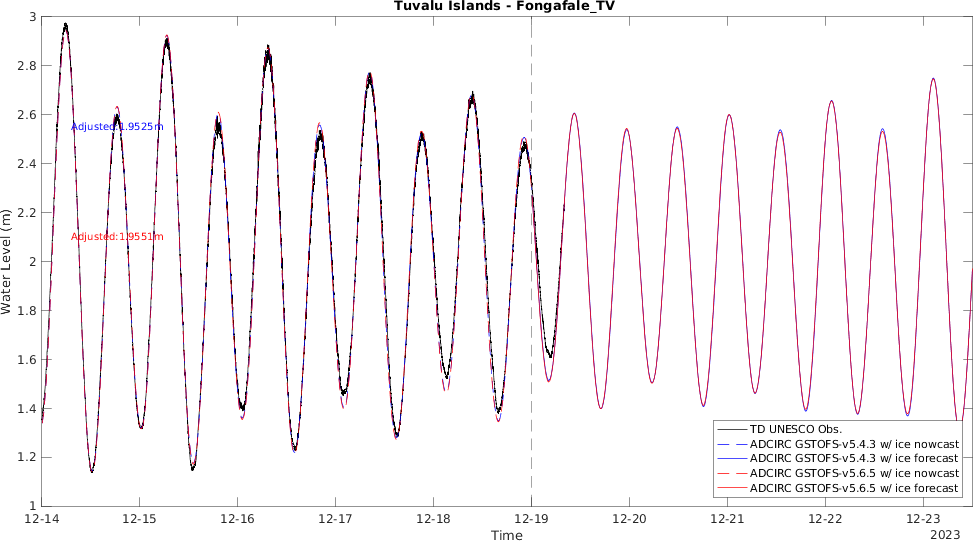 Tuvalu Islands - Fongafale_TV
3
2.8
2.6
2.4
2.2
2
1.8
1.6
1.4
1.2
1
Water Level (m)
Adjusted:1.9525m
Adjusted:1.9551m
TD UNESCO Obs.
ADCIRC GSTOFS-v5.4.3 w/ ice nowcast
ADCIRC GSTOFS-v5.4.3 w/ ice forecast
ADCIRC GSTOFS-v5.6.5 w/ ice nowcast
ADCIRC GSTOFS-v5.6.5 w/ ice forecast
12-14 12-15 12-16 12-17 12-18 12-19 12-20 12-21 12-22 12-23
Time
2023